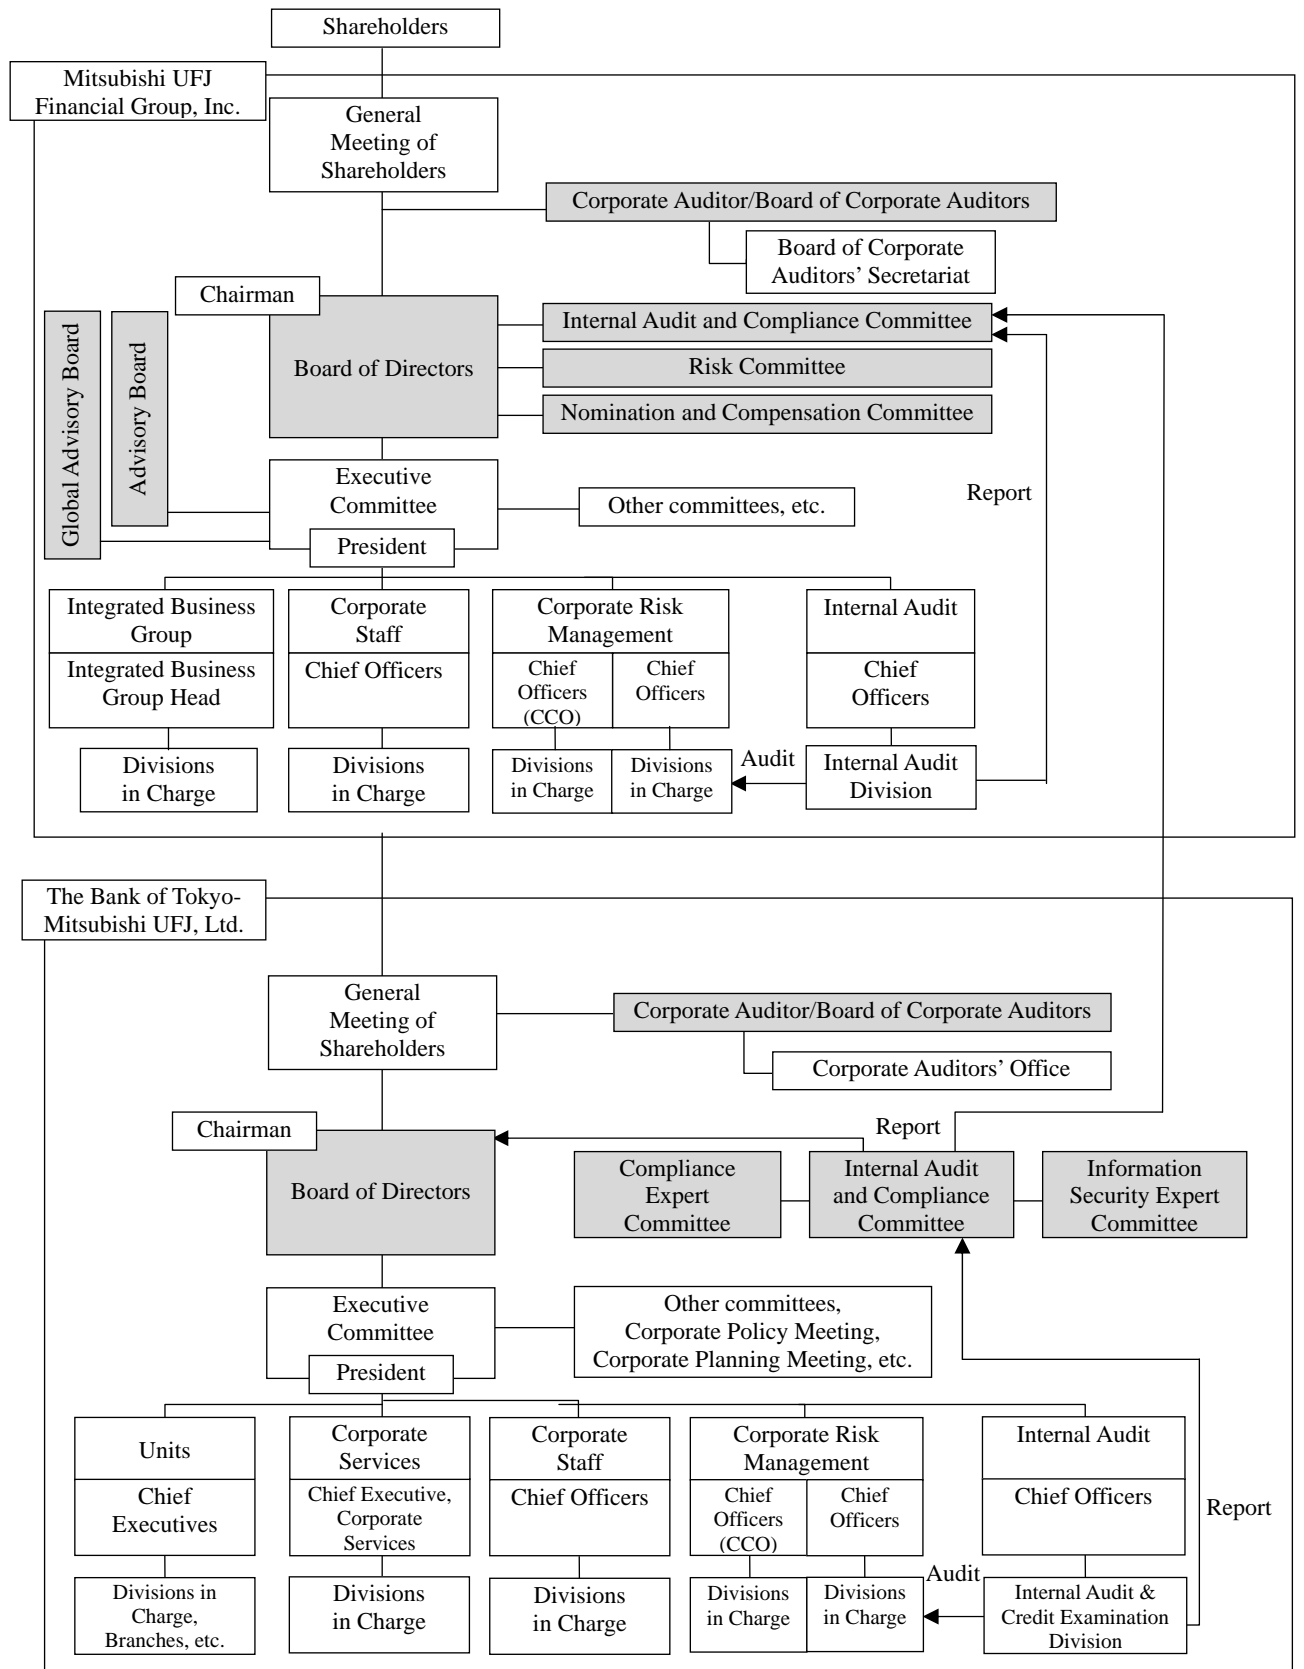 Shareholders
Mitsubishi UFJ
Financial Group, Inc.
General
Meeting of
Shareholders
Corporate Auditor/Board of Corporate Auditors
Board of Corporate
Auditors’ Secretariat
Chairman
Board of Directors
Internal Audit and Compliance Committee
Risk Committee
Nomination and Compensation Committee
Global Advisory Board
Advisory Board
Executive
Committee
President
Other committees, etc.
Report
Integrated Business
Group
Integrated Business
Group Head
Divisions
in Charge
Corporate
Staff
Chief Officers
Divisions
in Charge
Corporate Risk
Management
Chief
Officers
(CCO)
Chief
Officers
Divisions
in Charge
Divisions
in Charge
Audit
Internal Audit
Chief
Officers
Internal Audit
Division
The Bank of Tokyo-
Mitsubishi UFJ, Ltd.
General
Meeting of
Shareholders
Corporate Auditor/Board of Corporate Auditors
Corporate Auditors’ Office
Chairman
Board of Directors
Report
Compliance
Expert
Committee
Internal Audit
and Compliance
Committee
Information
Security Expert
Committee
Executive
Committee
President
Other committees,
Corporate Policy Meeting,
Corporate Planning Meeting, etc.
Units
Chief
Executives
Divisions in
Charge,
Branches, etc.
Corporate
Services
Chief Executive,
Corporate
Services
Divisions
in Charge
Corporate
Staff
Chief Officers
Divisions
in Charge
Corporate Risk
Management
Chief
Officers
(CCO)
Chief
Officers
Divisions
in Charge
Divisions
in Charge
Audit
Internal Audit
Chief Officers
Internal Audit &
Credit Examination
Division
Report